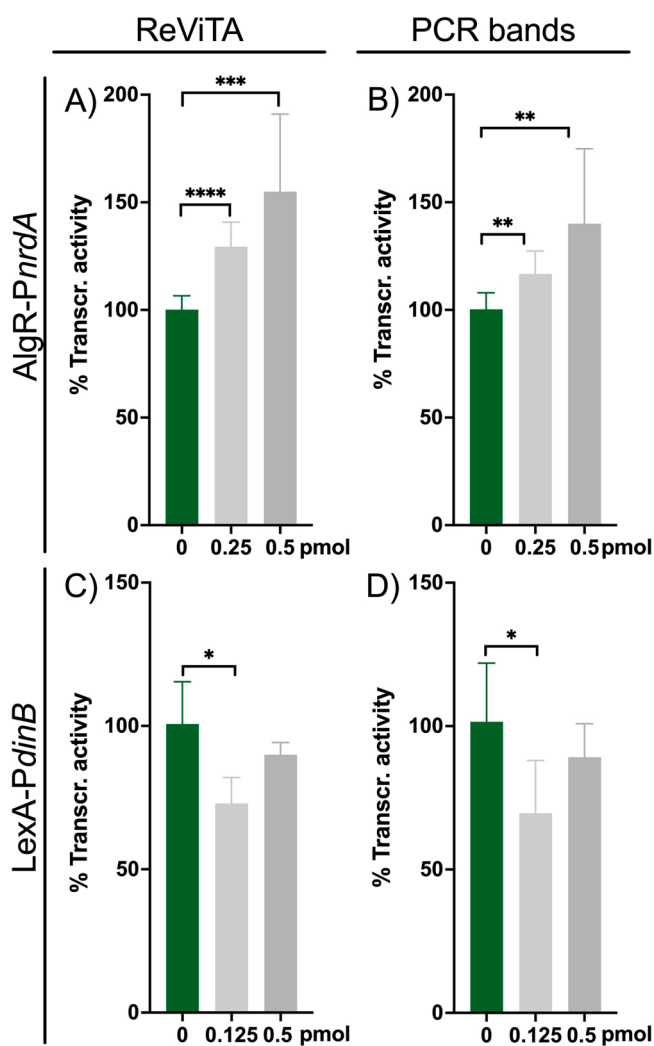 ReViTA
PCR bands
AlgR-PnrdA
A)
% Transcr. activity
200
150
100
50
0
***
****
0 0.25 0.5 pmol
B)
% Transcr. activity
200
150
100
50
0
**
**
0 0.25 0.5 pmol
LexA-PdinB
C)
% Transcr. activity
150
100
50
0
*
0 0.125 0.5 pmol
D)
% Transcr. activity
150
100
50
0
*
0 0.125 0.5 pmol